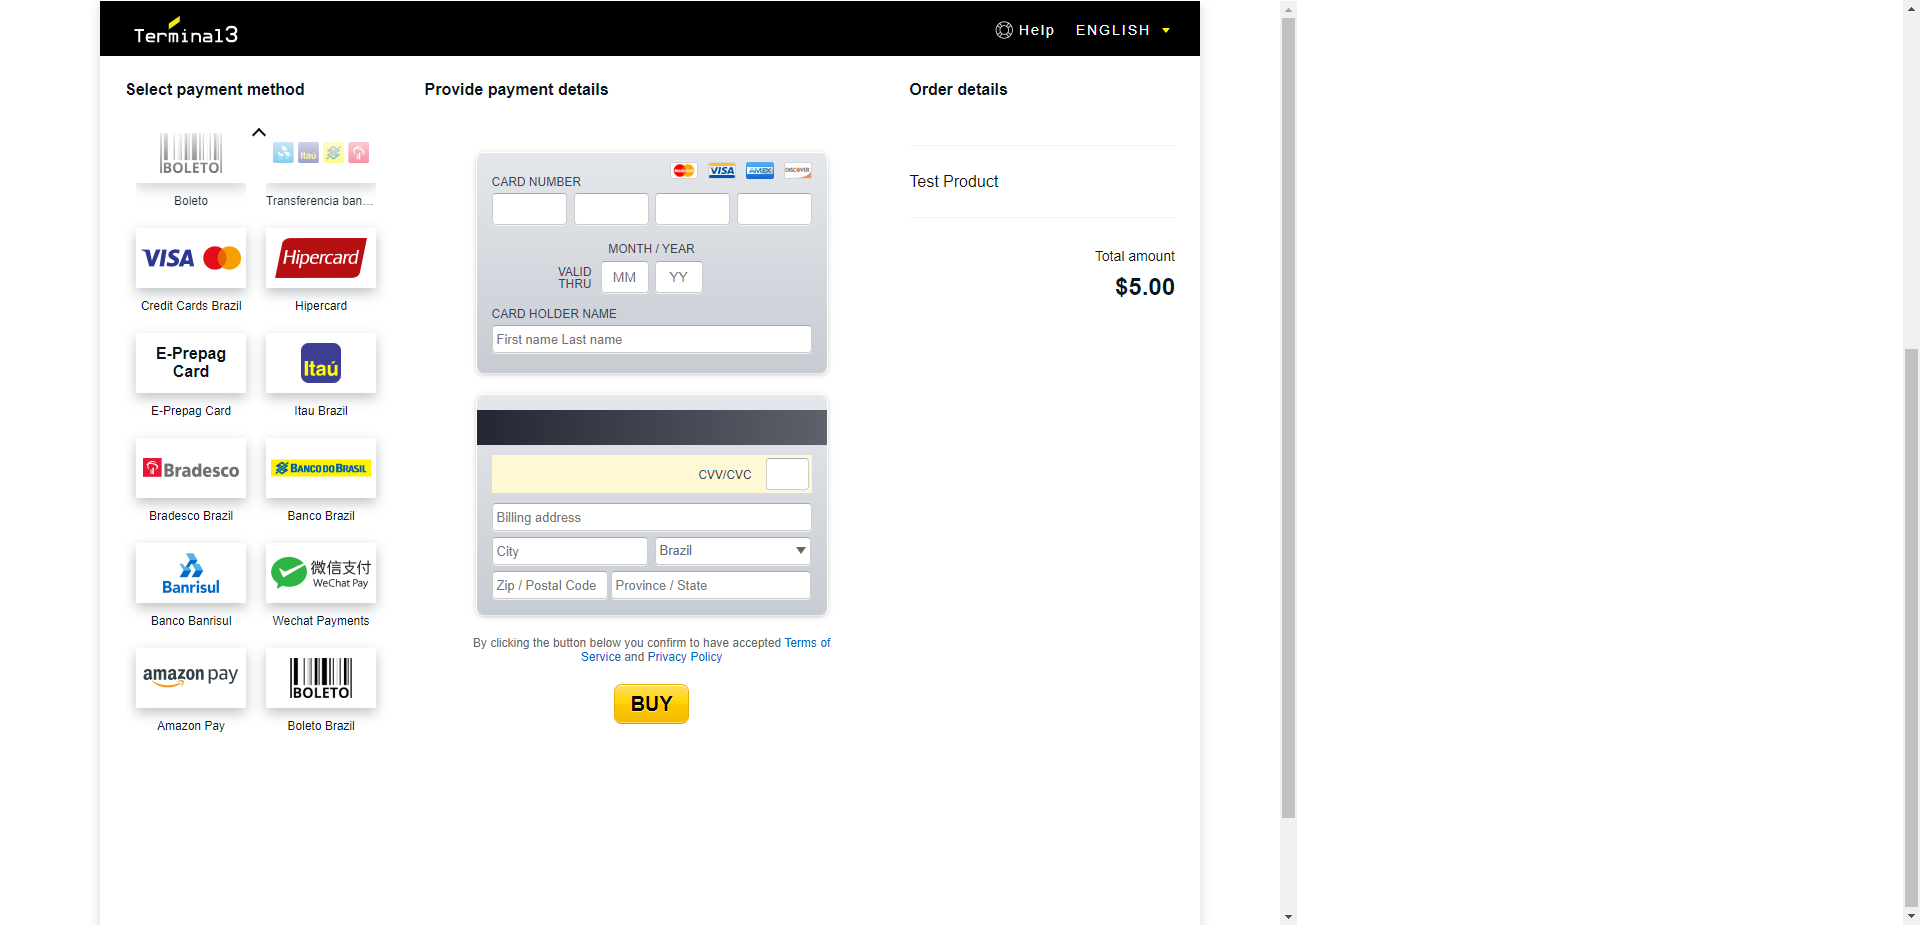 Terminal3
Help
ENGLISH
Select payment method
Provide payment details
Order details
BOLETO
Itaú
Boleto
Transferencia ban...
VISA
Hipercard
Credit Cards Brazil
Hipercard
E-Prepag
Card
Itaú
E-Prepag Card
Itau Brazil
Bradesco
BANCO DO BRASIL
Bradesco Brazil
Banco Brazil
Banrisul
微信支付
WeChat Pay
Banco Banrisul
Wechat Payments
amazon pay
BOLETO
Amazon Pay
Boleto Brazil
VISA
AMEX
DISCOVER
CARD NUMBER
MONTH / YEAR
VALID
THRU
MM
YY
CARD HOLDER NAME
First name Last name
CVV/CVC
Billing address
City
Brazil
Zip / Postal Code
Province / State
By clicking the button below you confirm to have accepted Terms of
Service and Privacy Policy
BUY
Test Product
Total amount
$5.00